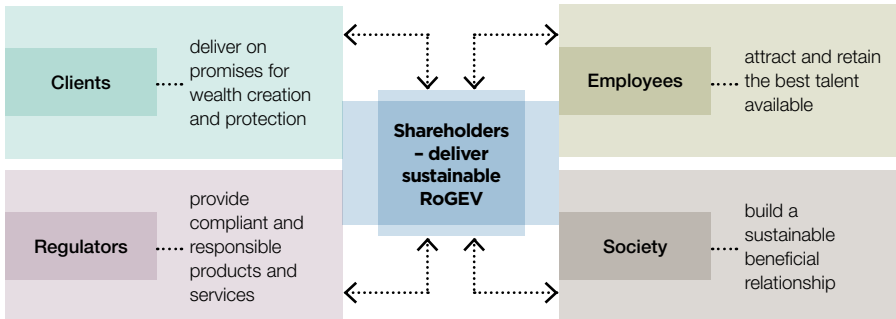 Clients
deliver on
promises for
wealth creation
and protection
Employees
attract and retain
the best talent
available
Shareholders
– deliver
sustainable
RoGEV
Regulators
provide
compliant and
responsible
products and
services
Society
build a
sustainable
beneficial
relationship